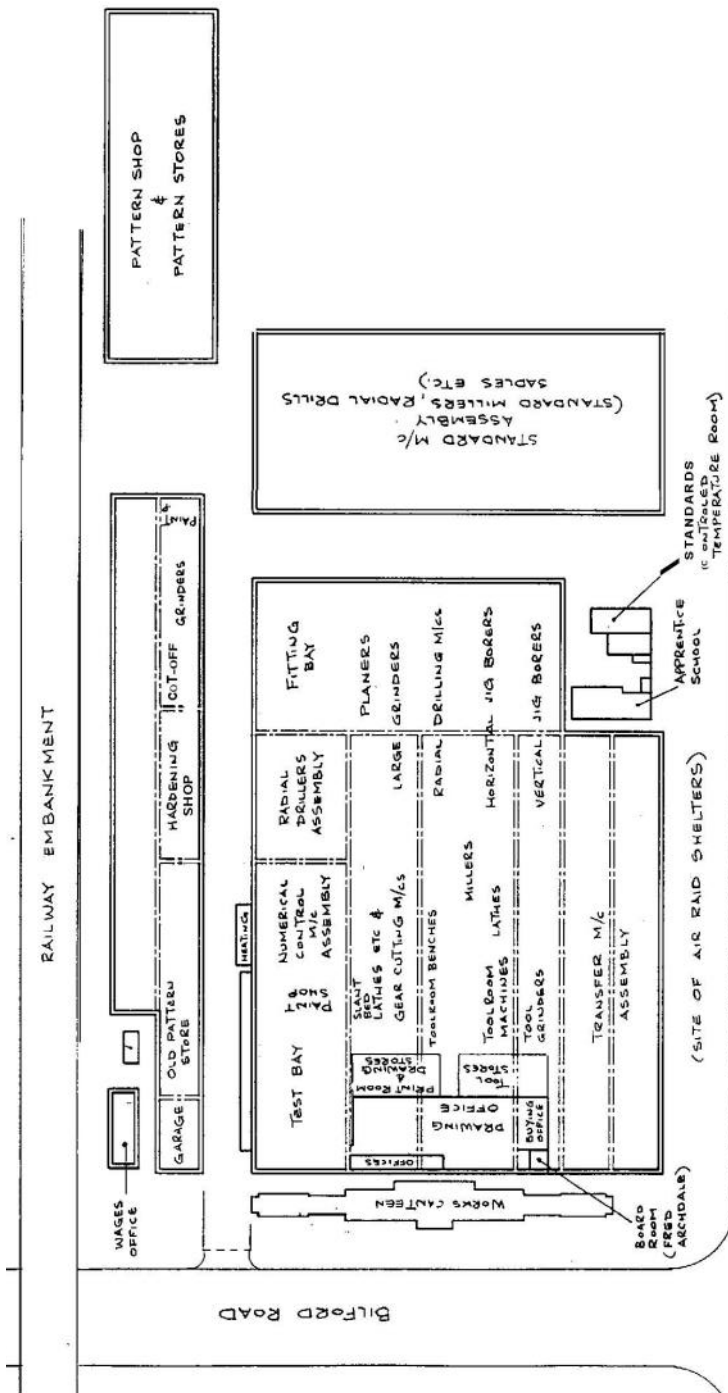 RAILWAY EMBANKMENT
PATTERN SHOP
&
PATTERN STORES
WAGES
OFFICE
GARAGE
OLD PATTERN
STORE
HARDENING
SHOP
CUT-OFF
GRINDERS
PAINT
HEATING
TEST BAY
PAINT
SHOP
NUMERICAL
CONTROL
M/C
ASSEMBLY
RADIAL
DRILLERS
ASSEMBLY
FITTING
BAY
SLANT
BED
LATHES ETC &
GEAR CUTTING M/CS
LARGE GRINDERS
PLANERS
OFFICES
PRINT ROOM
&
DRAWING
STORES
DRAWING
OFFICE
TOOLROOM BENCHES
RADIAL DRILLING M/CS
TOOL
STORES
MILLERS
TOOLROOM
MACHINES
LATHES
HORIZONTAL JIG BORERS
BUYING
OFFICE
TOOL
GRINDERS
VERTICAL JIG BORERS
TRANSFER M/C
ASSEMBLY
STANDARD M/C
ASSEMBLY
(STANDARD MILLERS, RADIAL DRILLS
SADLES ETC.)
WORKS CANTEEN
BOARD
ROOM
(FRED
ARCHDALE)
(SITE OF AIR RAID SHELTERS)
APPRENTICE
SCHOOL
STANDARDS
(CONTROLED
TEMPERATURE ROOM)
BILFORD ROAD